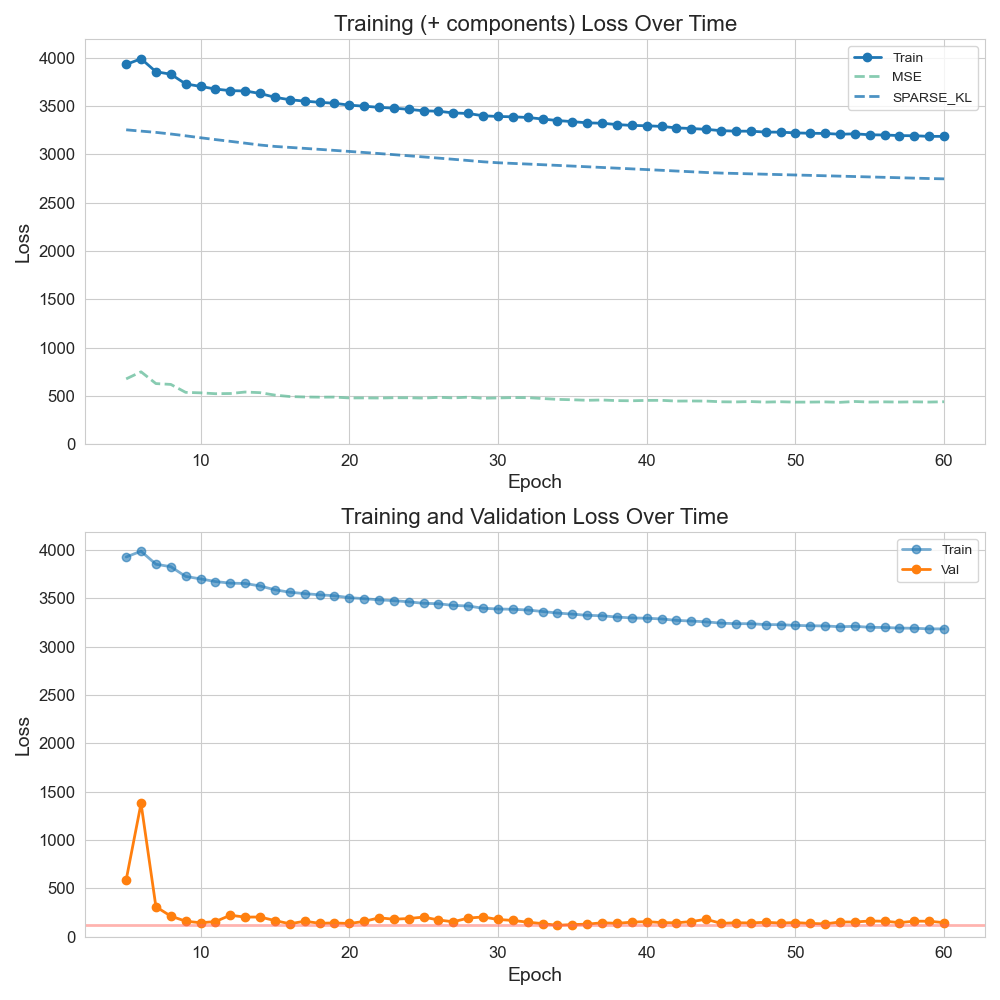 Training (+ components) Loss Over Time
Train
MSE
SPARSE_KL
4000
3500
3000
2500
2000
1500
1000
500
0
Loss
10 20 30 40 50 60
Epoch
Training and Validation Loss Over Time
Train
Val
4000
3500
3000
2500
2000
1500
1000
500
0
Loss
10 20 30 40 50 60
Epoch